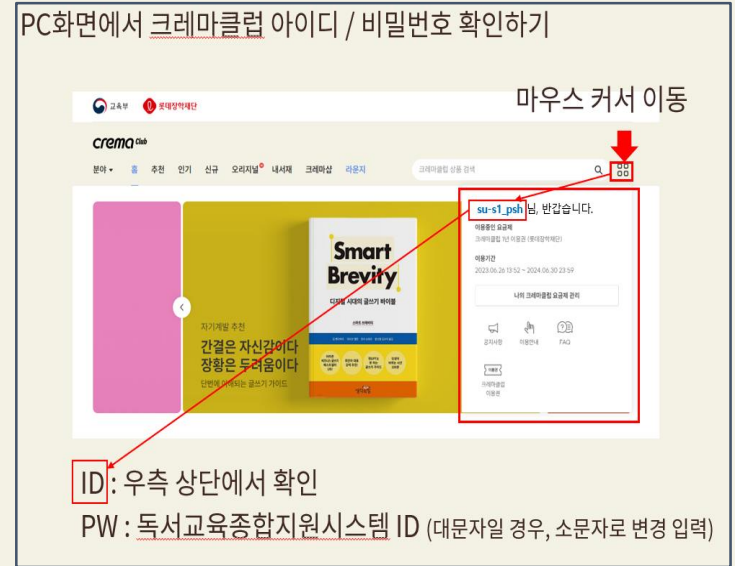 PC화면에서 크레마클럽 아이디 / 비밀번호 확인하기
마우스 커서 이동
교육부 롯데장학재단
crema club
분야 홈 추천 인기 신규 오리지널 내서재 크레마샵 라운지
크레마클럽 상품 검색
su-s1_psh 님, 반갑습니다.
이용중인 요금제
크레마클럽 1년 이용권 (롯데장학재단)
이용기간
2023.06.26 13:52 ~ 2024.06.30 23:59
나의 크레마클럽 요금제 관리
공지사항 이용안내 FAQ
크레마클럽
이용권
자기계발 추천
간결은 자신감이다
장황은 두려움이다
단번에 이해되는 글쓰기 가이드
Smart
Brevity
디지털 시대의 글쓰기 바이블
ID : 우측 상단에서 확인
PW : 독서교육종합지원시스템 ID (대문자일 경우, 소문자로 변경 입력)